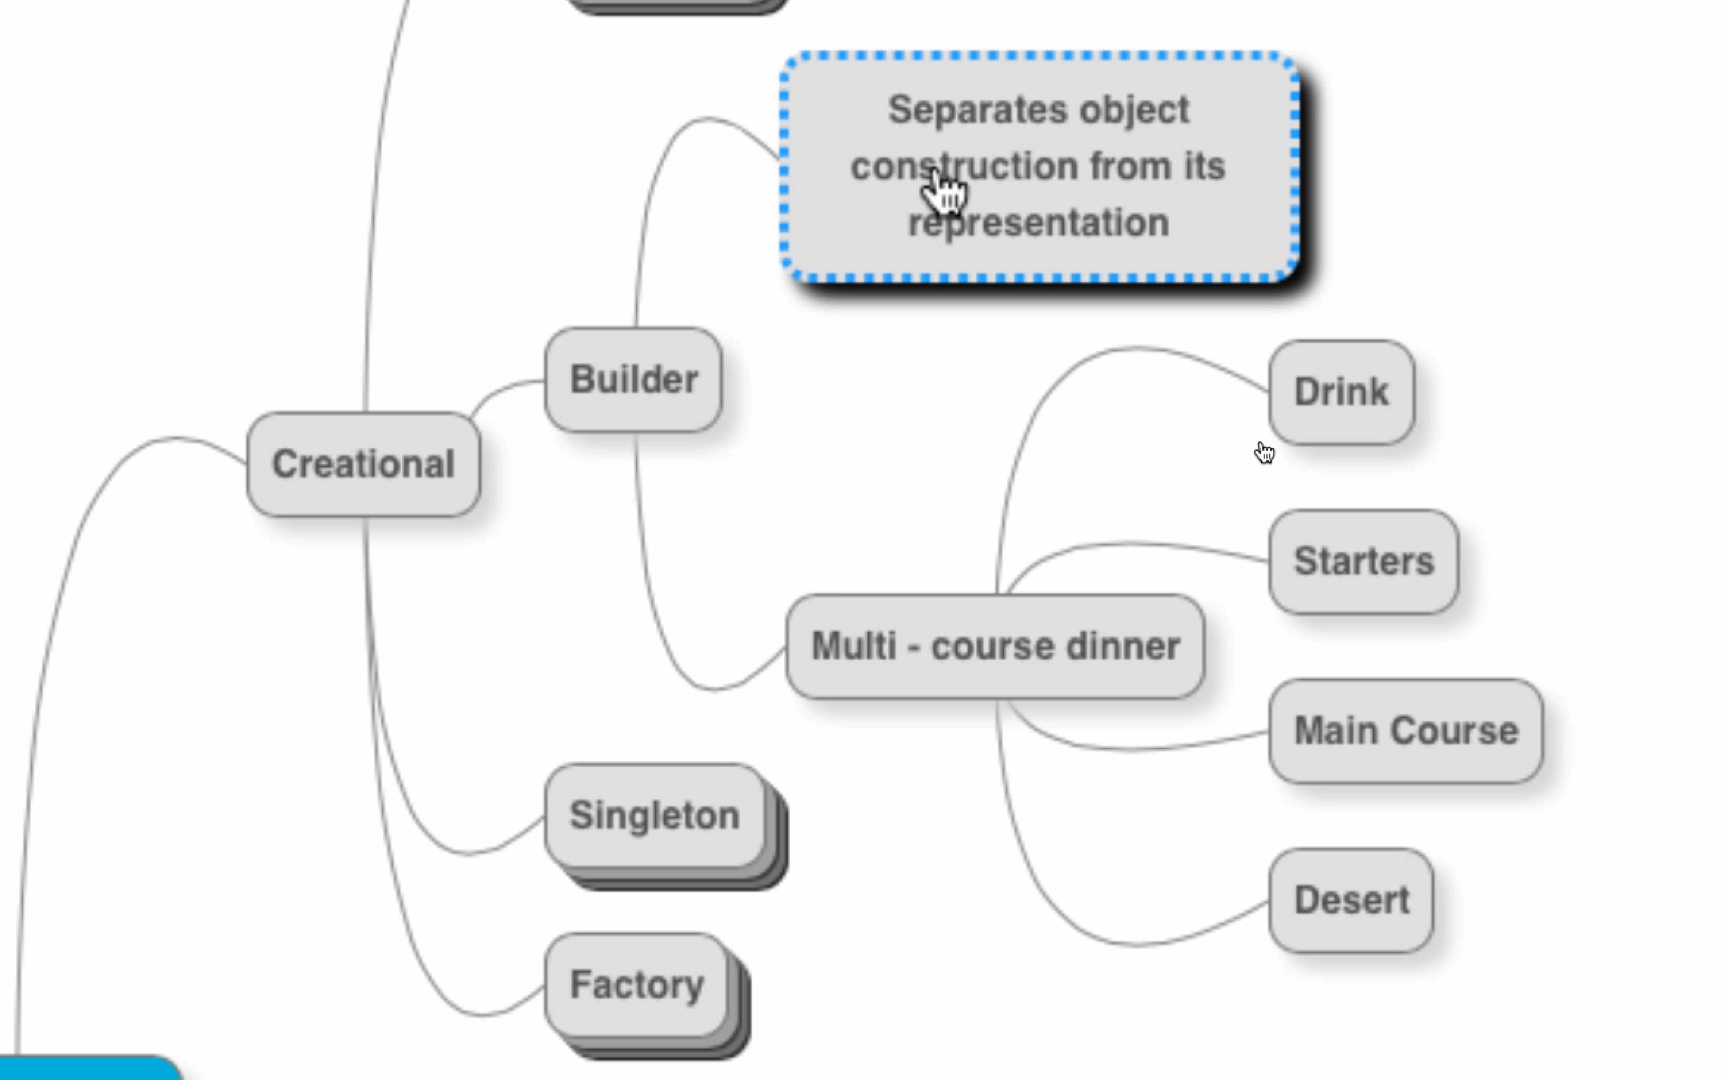 Separates object
construction from its
representation
Builder
Drink
Creational
Starters
Multi - course dinner
Main Course
Singleton
Desert
Factory